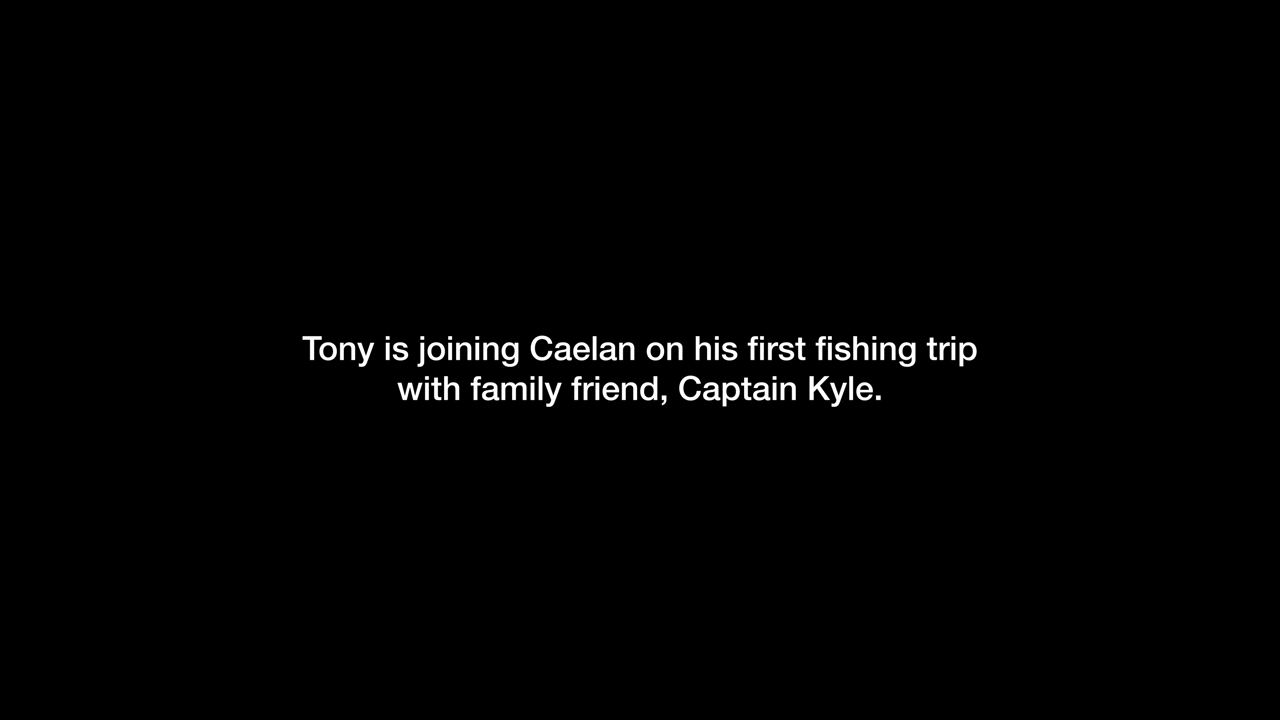 Tony is joining Caelan on his first fishing trip
with family friend, Captain Kyle.